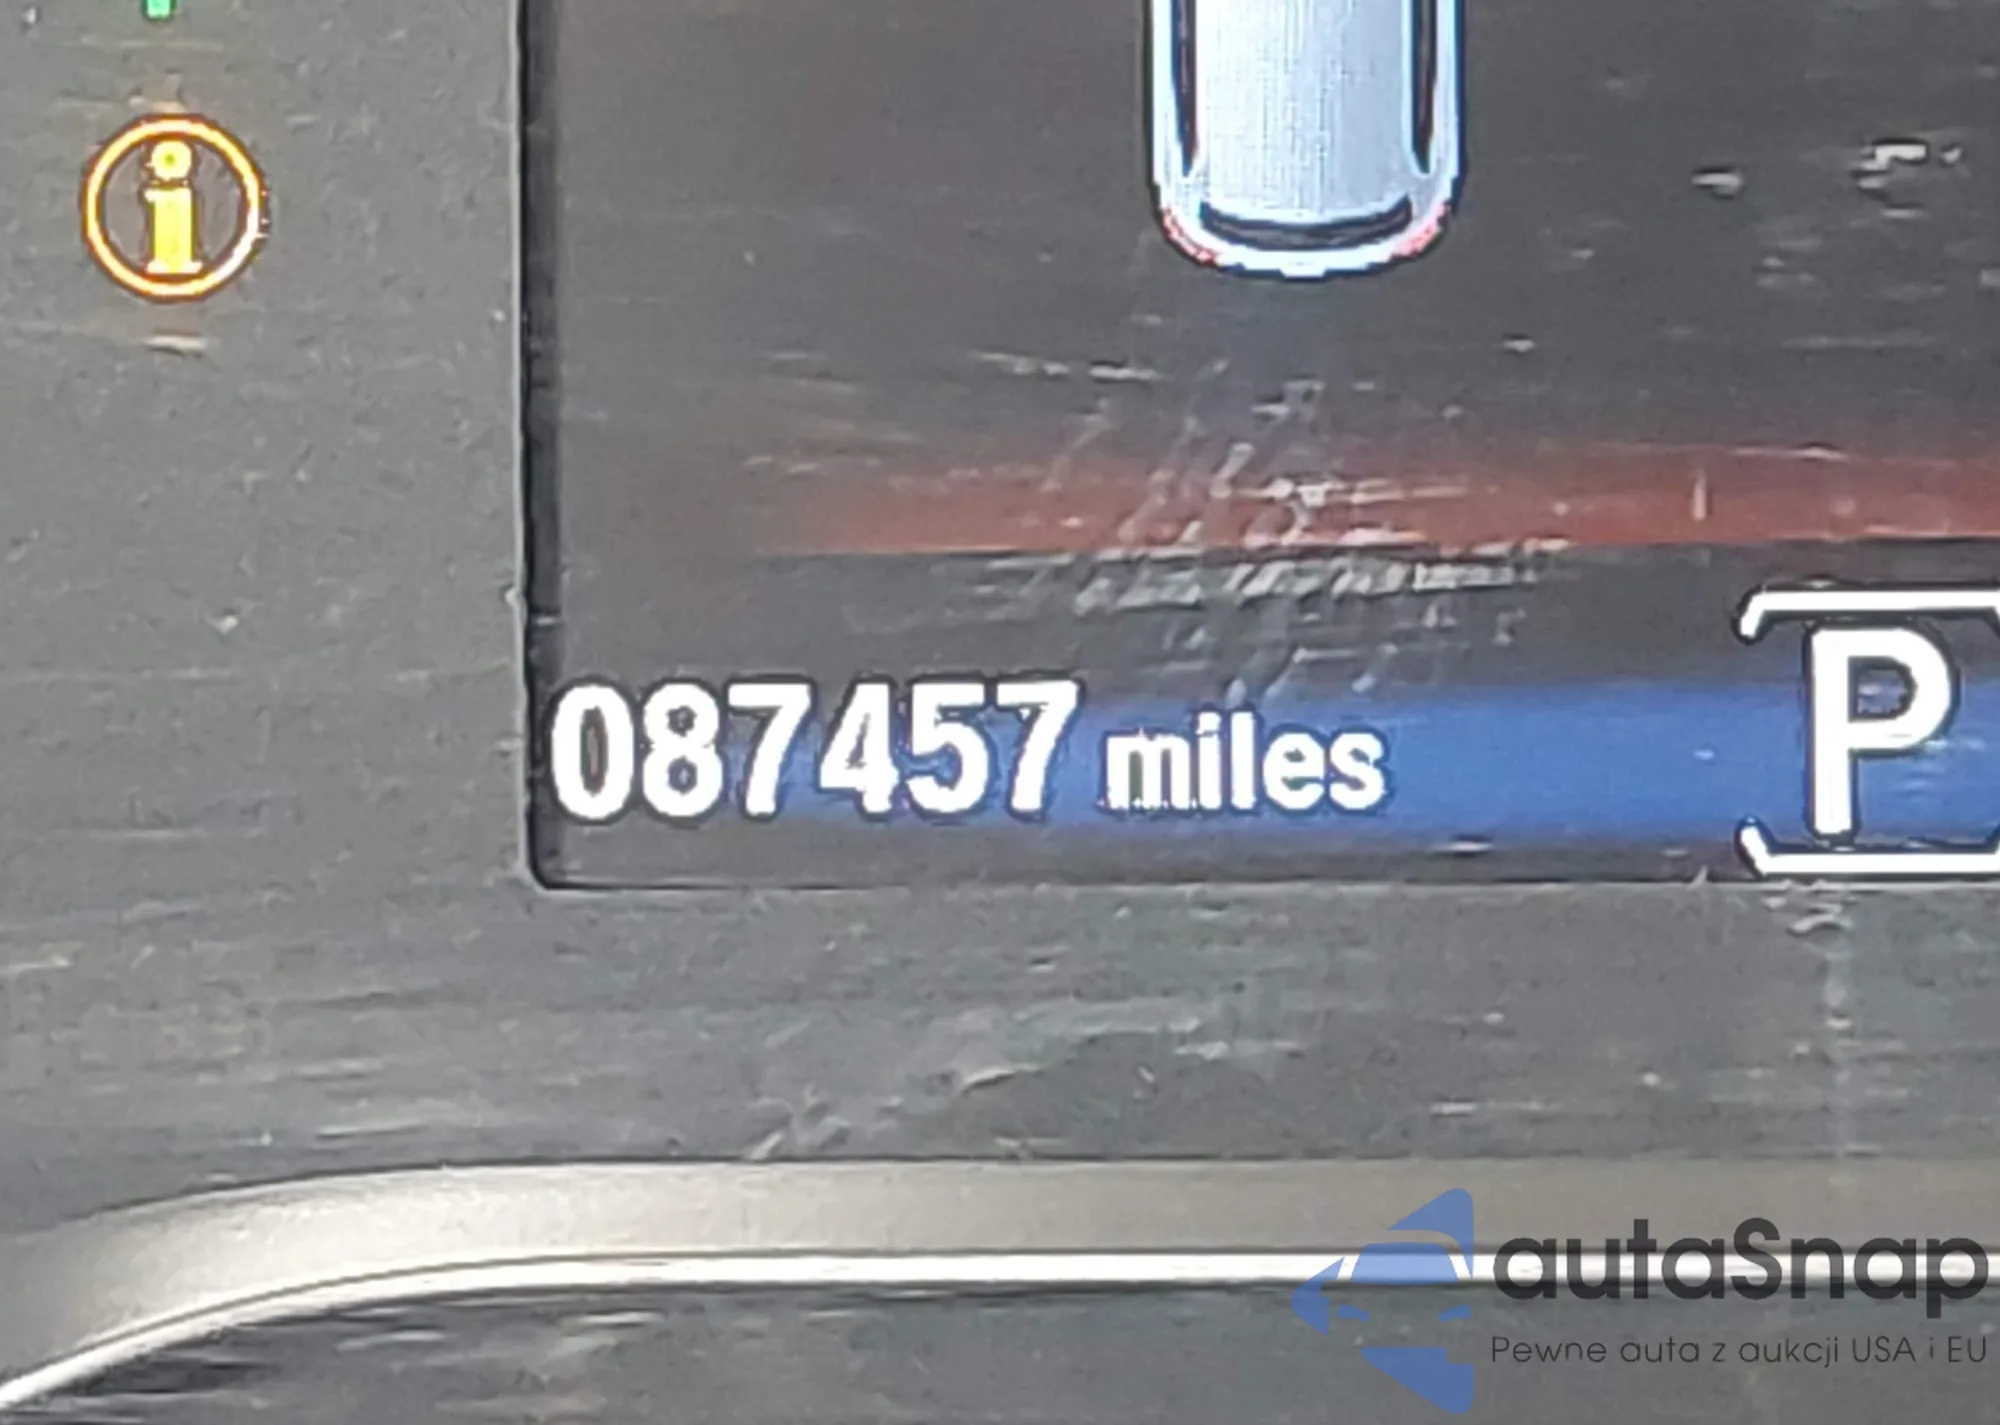 087457 miles
P
autaSnap
Pewne auta z aukcji USA i EU